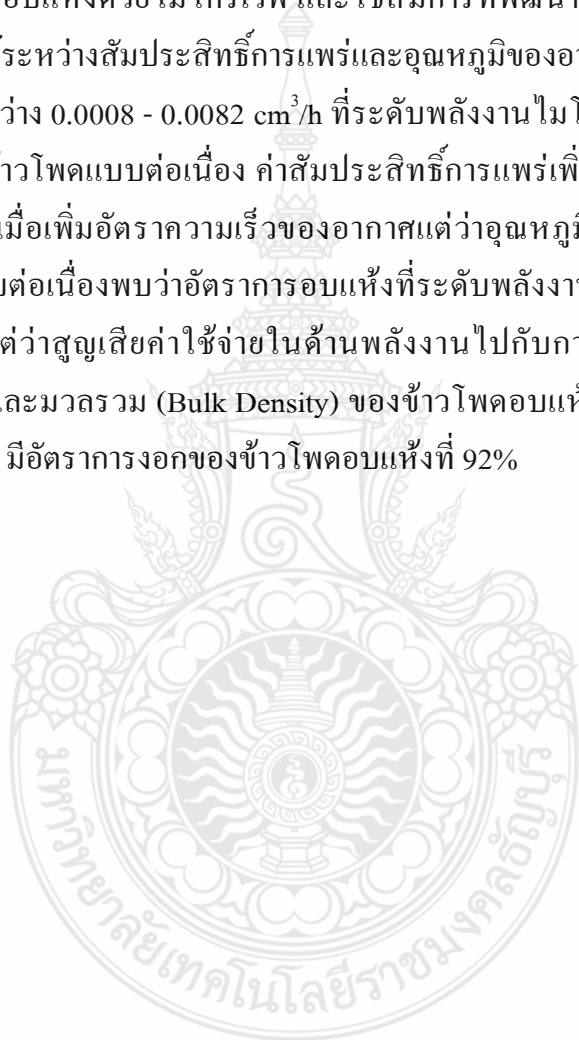 อบแห้งด้วยไมโครเวฟ และใช้สมการที่พัฒนา
ระหว่างสัมประสิทธิ์การแพร่และอุณหภูมิของอา
ว่าง 0.0008 - 0.0082 cm³/h ที่ระดับพลังงานไมโ
าวโพดแบบต่อเนื่อง ค่าสัมประสิทธิ์การแพร่เพิ่
เมื่อเพิ่มอัตราความเร็วของอากาศแต่ว่าอุณหภูมิ
บต่อเนื่องพบว่าอัตราการอบแห้งที่ระดับพลังงาน
ต่ว่าสูญเสียค่าใช้จ่ายในด้านพลังงานไปกับกา
และมวลรวม (Bulk Density) ของข้าวโพดอบแห้
มีอัตราการงอกของข้าวโพดอบแห้งที่ 92%
มหาวิทยาลัยเทคโนโลยีราชมงคลธัญบุรี